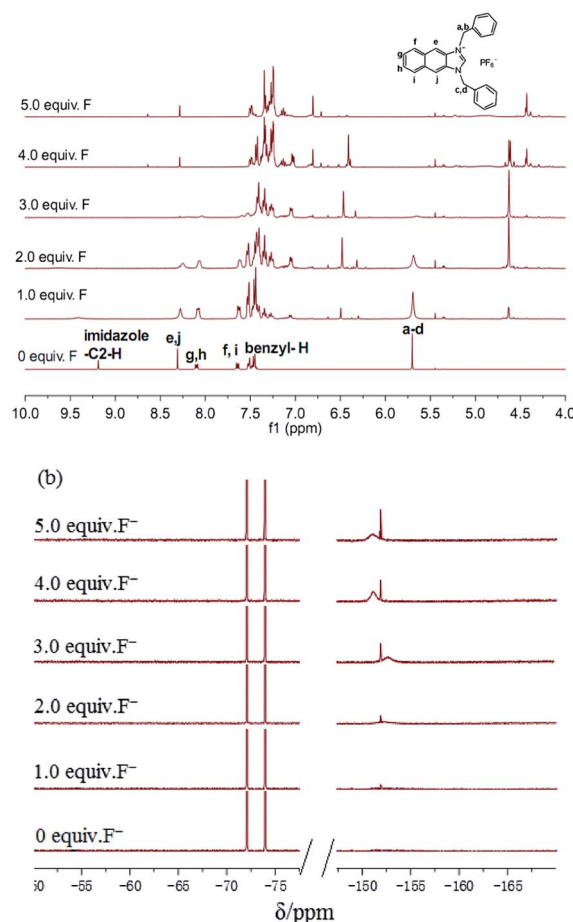 a,b
f
e
g
N+
PF6⁻
h
N
i
j
c,d
5.0 equiv. F
4.0 equiv. F
3.0 equiv. F
2.0 equiv. F
1.0 equiv. F
imidazole
-C2-H
e,j
g,h
f, i
benzyl- H
a-d
0 equiv. F
10.0 9.5 9.0 8.5 8.0 7.5 7.0 6.5 6.0 5.5 5.0 4.5 4.0
f1 (ppm)
(b)
5.0 equiv.F⁻
4.0 equiv.F⁻
3.0 equiv.F⁻
2.0 equiv.F⁻
1.0 equiv.F⁻
0 equiv.F⁻
50 −55 −60 −65 −70 −75 −150 −155 −160 −165
δ/ppm